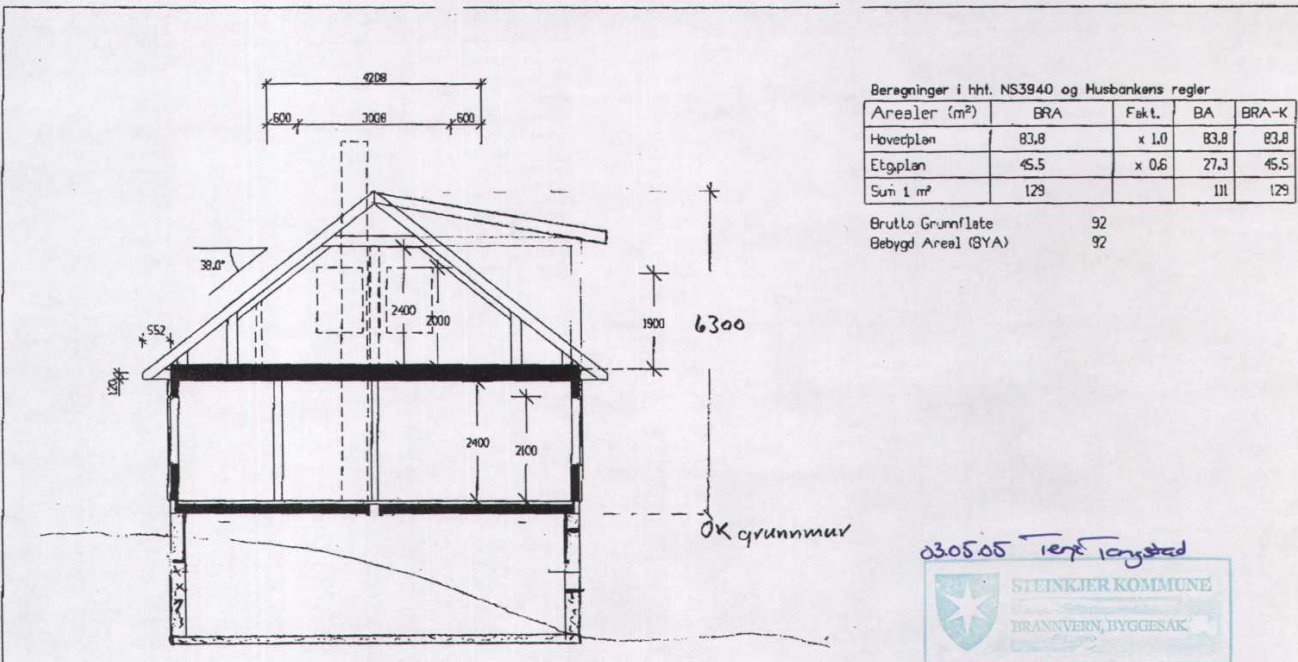 4208
600 3006 600
Beregninger i hht. NS3940 og Husbankens regler
Arealer (m²) BRA Fakt. BA BRA-K
Hovedplan 83.8 x 1.0 83.8 83.8
Etgplan 45.5 x 0.6 27.3 45.5
Sum 1 m² 129 111 129
Brutto Grunnflate 92
Bebygd Areal (BYA) 92
38.0°
552
120
2400
2000
1900
6300
2400
2100
OK grunnmur
03.05.05
STEINKJER KOMMUNE
BRANNVERN, BYGGESAK